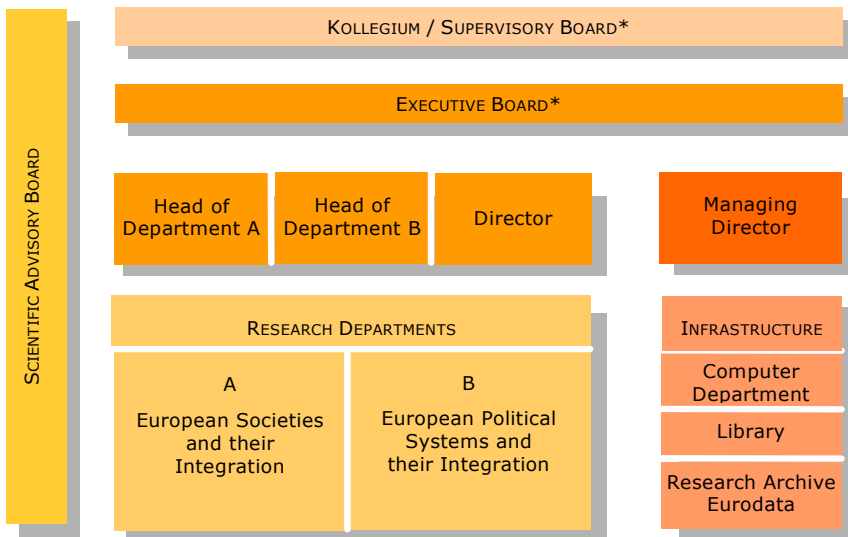 SCIENTIFIC ADVISORY BOARD
KOLLEGIUM / SUPERVISORY BOARD*
EXECUTIVE BOARD*
Head of
Department A
Head of
Department B
Director
Managing
Director
RESEARCH DEPARTMENTS
A
European Societies
and their
Integration
B
European Political
Systems and
their Integration
INFRASTRUCTURE
Computer
Department
Library
Research Archive
Eurodata